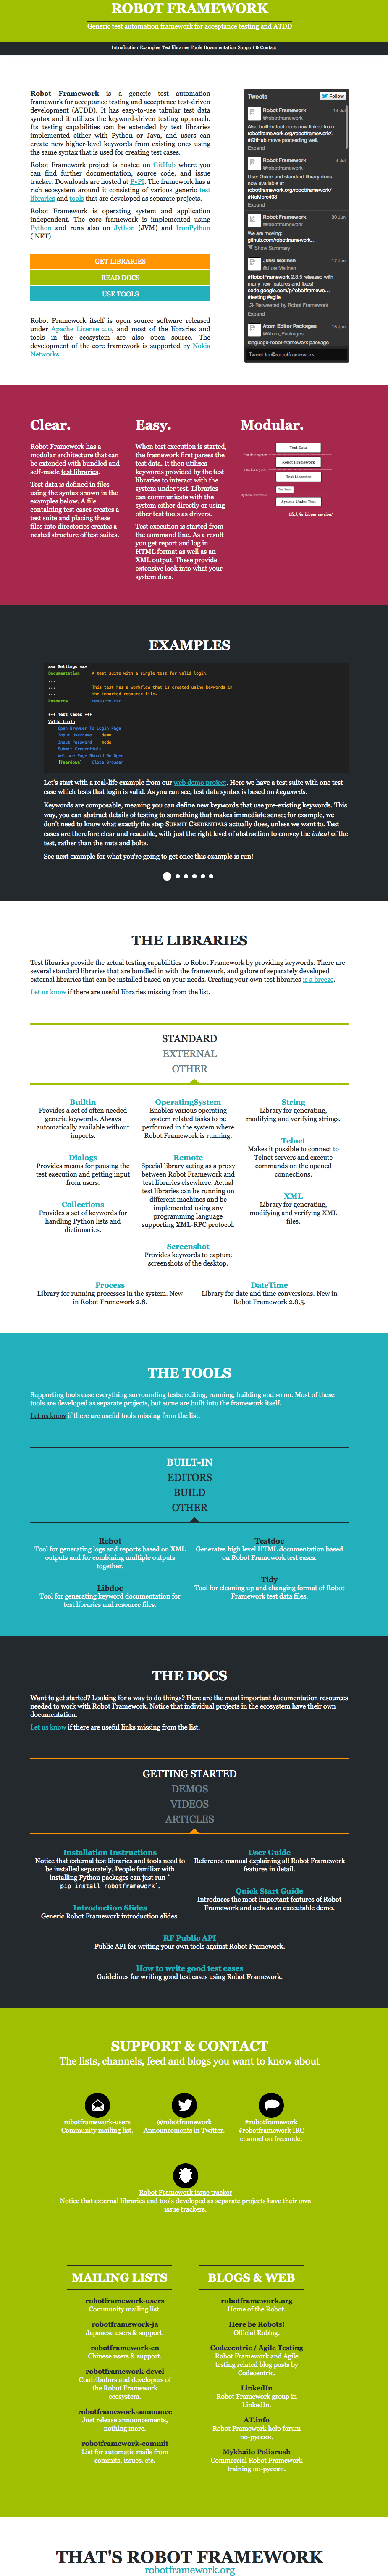 ROBOT FRAMEWORK
Generic test automation framework for acceptance testing and ATDD
Introduction Examples Test libraries Tools Documentation Support & Contact
Robot Framework is a generic test automation
framework for acceptance testing and acceptance test-driven
development (ATDD). It has easy-to-use tabular test data
syntax and it utilizes the keyword-driven testing approach.
Its testing capabilities can be extended by test libraries
implemented either with Python or Java, and users can
create new higher-level keywords from existing ones using
the same syntax that is used for creating test cases.
Robot Framework project is hosted on GitHub where you
can find further documentation, source code, and issue
tracker. Downloads are hosted at PyPI. The framework has a
rich ecosystem around it consisting of various generic test
libraries and tools that are developed as separate projects.
Robot Framework is operating system and application
independent. The core framework is implemented using
Python and runs also on Jython (JVM) and IronPython
(.NET).
GET LIBRARIES
READ DOCS
USE TOOLS
Robot Framework itself is open source software released
under Apache License 2.0, and most of the libraries and
tools in the ecosystem are also open source. The
development of the core framework is supported by Nokia
Networks.
Tweets
Follow
Robot Framework 14 Jul
@robotframework
Also built-in tool docs now linked from
robotframework.org/robotframework/
#GitHub move proceeding well.
Expand
Robot Framework 4 Jul
@robotframework
User Guide and standard library docs
now available at
robotframework.org/robotframework/
#NoMore403
Expand
Robot Framework 30 Jun
@robotframework
We are moving:
github.com/robotframework...
Show Summary
Jussi Malinen 17 Jun
@JussiMalinen
#RobotFramework 2.8.5 released with
many new features and fixes!
code.google.com/p/robotframewo...
#testing #agile
Retweeted by Robot Framework
Expand
Atom Editor Packages 15 Jun
@Atom_Packages
language-robot-framework package
Tweet to @robotframework
Clear.
Robot Framework has a
modular architecture that can
be extended with bundled and
self-made test libraries.
Test data is defined in files
using the syntax shown in the
examples below. A file
containing test cases creates a
test suite and placing these
files into directories creates a
nested structure of test suites.
Easy.
When test execution is started,
the framework first parses the
test data. It then utilizes
keywords provided by the test
libraries to interact with the
system under test. Libraries
can communicate with the
system either directly or using
other test tools as drivers.
Test execution is started from
the command line. As a result
you get report and log in
HTML format as well as an
XML output. These provide
extensive look into what your
system does.
Modular.
Test Data
Test data syntax
Robot Framework
Test library API
Test Libraries
Test Tools
System interfaces
System Under Test
Click for bigger version!
EXAMPLES
*** Settings ***
Documentation A test suite with a single test for valid login.
...
... This test has a workflow that is created using keywords in
... the imported resource file.
Resource resource.txt
*** Test Cases ***
Valid Login
Open Browser To Login Page
Input Username demo
Input Password mode
Submit Credentials
Welcome Page Should Be Open
[Teardown] Close Browser
Let's start with a real-life example from our web demo project. Here we have a test suite with one test
case which tests that login is valid. As you can see, test data syntax is based on keywords.
Keywords are composable, meaning you can define new keywords that use pre-existing keywords. This
way, you can abstract details of testing to something that makes immediate sense; for example, we
don't need to know what exactly the step SUBMIT CREDENTIALS actually does, unless we want to. Test
cases are therefore clear and readable, with just the right level of abstraction to convey the intent of the
test, rather than the nuts and bolts.
See next example for what you're going to get once this example is run!
THE LIBRARIES
Test libraries provide the actual testing capabilities to Robot Framework by providing keywords. There are
several standard libraries that are bundled in with the framework, and galore of separately developed
external libraries that can be installed based on your needs. Creating your own test libraries is a breeze.
Let us know if there are useful libraries missing from the list.
STANDARD
EXTERNAL
OTHER
Builtin
Provides a set of often needed
generic keywords. Always
automatically available without
imports.
Dialogs
Provides means for pausing the
test execution and getting input
from users.
Collections
Provides a set of keywords for
handling Python lists and
dictionaries.
OperatingSystem
Enables various operating
system related tasks to be
performed in the system where
Robot Framework is running.
Remote
Special library acting as a proxy
between Robot Framework and
test libraries elsewhere. Actual
test libraries can be running on
different machines and be
implemented using any
programming language
supporting XML-RPC protocol.
Screenshot
Provides keywords to capture
screenshots of the desktop.
String
Library for generating,
modifying and verifying strings.
Telnet
Makes it possible to connect to
Telnet servers and execute
commands on the opened
connections.
XML
Library for generating,
modifying and verifying XML
files.
Process
Library for running processes in the system. New
in Robot Framework 2.8.
DateTime
Library for date and time conversions. New in
Robot Framework 2.8.5.
THE TOOLS
Supporting tools ease everything surrounding tests: editing, running, building and so on. Most of these
tools are developed as separate projects, but some are built into the framework itself.
Let us know if there are useful tools missing from the list.
BUILT-IN
EDITORS
BUILD
OTHER
Rebot
Tool for generating logs and reports based on XML
outputs and for combining multiple outputs
together.
Libdoc
Tool for generating keyword documentation for
test libraries and resource files.
Testdoc
Generates high level HTML documentation based
on Robot Framework test cases.
Tidy
Tool for cleaning up and changing format of Robot
Framework test data files.
THE DOCS
Want to get started? Looking for a way to do things? Here are the most important documentation resources
needed to work with Robot Framework. Notice that individual projects in the ecosystem have their own
documentation.
Let us know if there are useful links missing from the list.
GETTING STARTED
DEMOS
VIDEOS
ARTICLES
Installation Instructions
Notice that external test libraries and tools need to
be installed separately. People familiar with
installing Python packages can just run `
pip install robotframework`.
Introduction Slides
Generic Robot Framework introduction slides.
User Guide
Reference manual explaining all Robot Framework
features in detail.
Quick Start Guide
Introduces the most important features of Robot
Framework and acts as an executable demo.
RF Public API
Public API for writing your own tools against Robot Framework.
How to write good test cases
Guidelines for writing good test cases using Robot Framework.
SUPPORT & CONTACT
The lists, channels, feed and blogs you want to know about
robotframework-users
Community mailing list.
@robotframework
Announcements in Twitter.
#robotframework
#robotframework IRC
channel on freenode.
Robot Framework issue tracker
Notice that external libraries and tools developed as separate projects have their own
issue trackers.
MAILING LISTS
robotframework-users
Community mailing list.
robotframework-ja
Japanese users & support.
robotframework-cn
Chinese users & support.
robotframework-devel
Contributors and developers of
the Robot Framework
ecosystem.
robotframework-announce
Just release announcements,
nothing more.
robotframework-commit
List for automatic mails from
commits, issues, etc.
BLOGS & WEB
robotframework.org
Home of the Robot.
Here be Robots!
Official Roblog.
Codecentric / Agile Testing
Robot Framework and Agile
testing related blog posts by
Codecentric.
LinkedIn
Robot Framework group in
LinkedIn.
AT.info
Robot Framework help forum
по-русски.
Mykhailo Poliarush
Commercial Robot Framework
training по-русски.
THAT'S ROBOT FRAMEWORK
robotframework.org